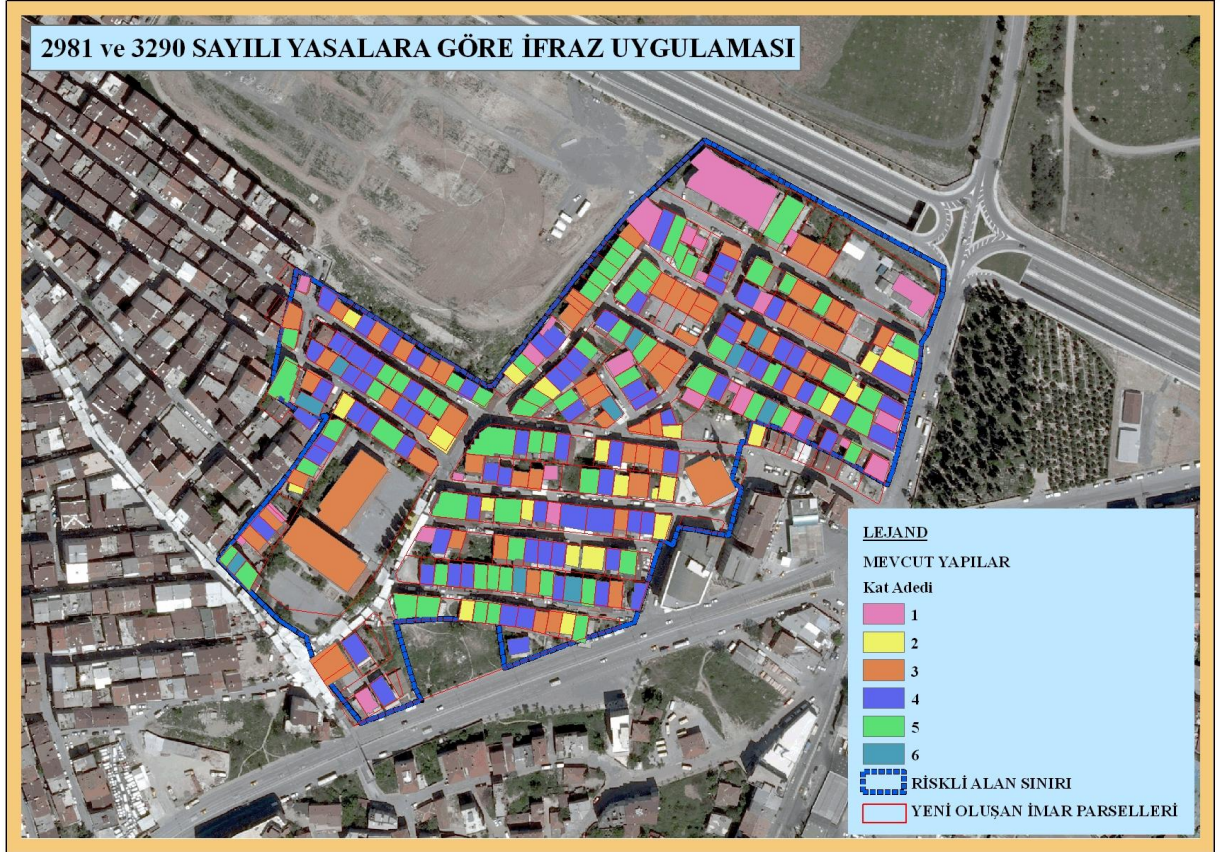 2981 ve 3290 SAYILI YASALARA GÖRE İFRAZ UYGULAMASI
LEJAND
MEVCUT YAPILAR
Kat Adedi
1
2
3
4
5
6
RİSKLİ ALAN SINIRI
YENİ OLUŞAN İMAR PARSELLERİ